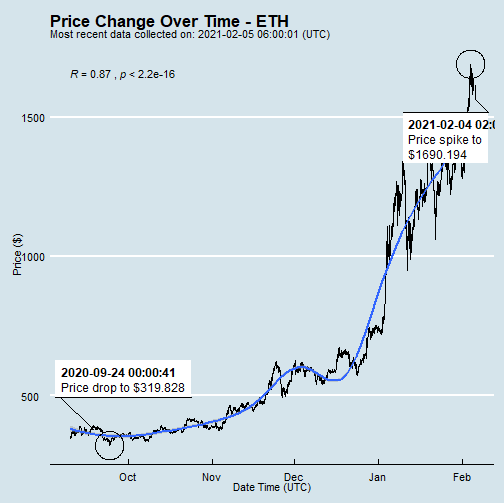 Price Change Over Time - ETH
Most recent data collected on: 2021-02-05 06:00:01 (UTC)
R = 0.87 , p < 2.2e-16
1500
2021-02-04 02:0
Price spike to
$1690.194
1000
Price ($)
2020-09-24 00:00:41
Price drop to $319.828
500
Oct Nov Dec Jan Feb
Date Time (UTC)